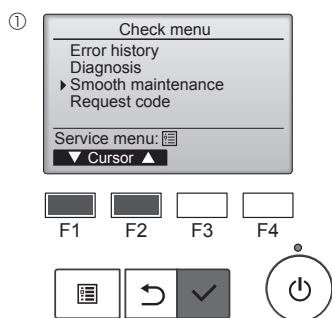 ①
Check menu
Error history
Diagnosis
Smooth maintenance
Request code
Service menu:
▼ Cursor ▲
F1 F2 F3 F4